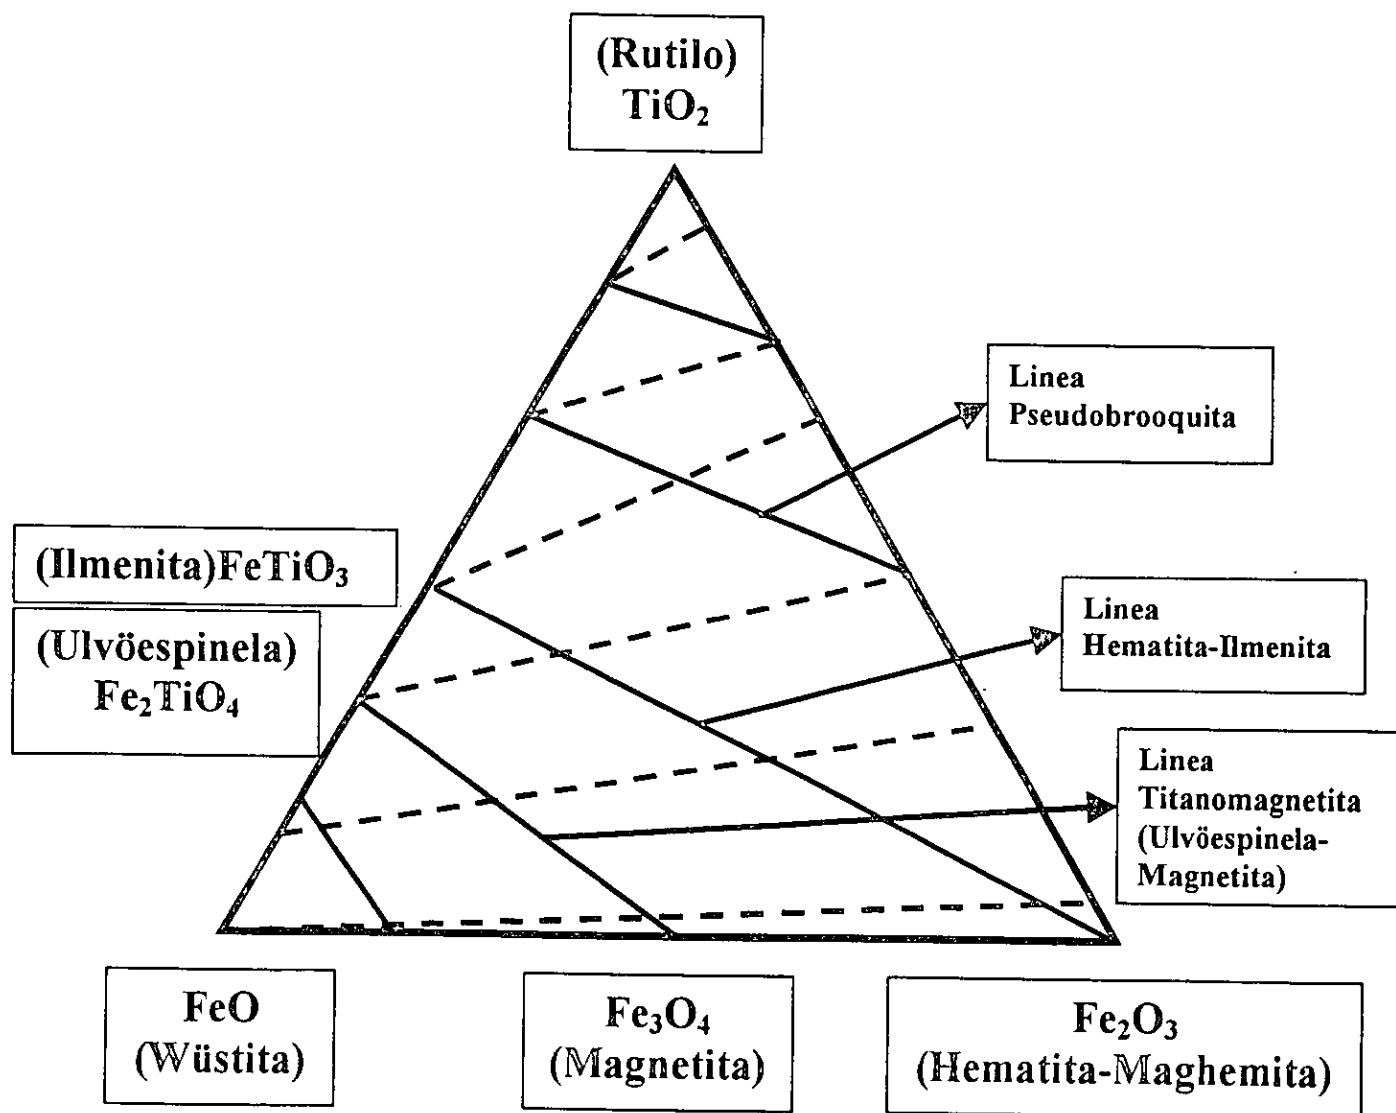 (Rutilo)
TiO₂
Linea
Pseudobrooquita
(Ilmenita)FeTiO₃
(Ulvöespinela)
Fe₂TiO₄
Linea
Hematita-Ilmenita
Linea
Titanomagnetita
(Ulvöespinela-
Magnetita)
FeO
(Wüstita)
Fe₃O₄
(Magnetita)
Fe₂O₃
(Hematita-Maghemita)